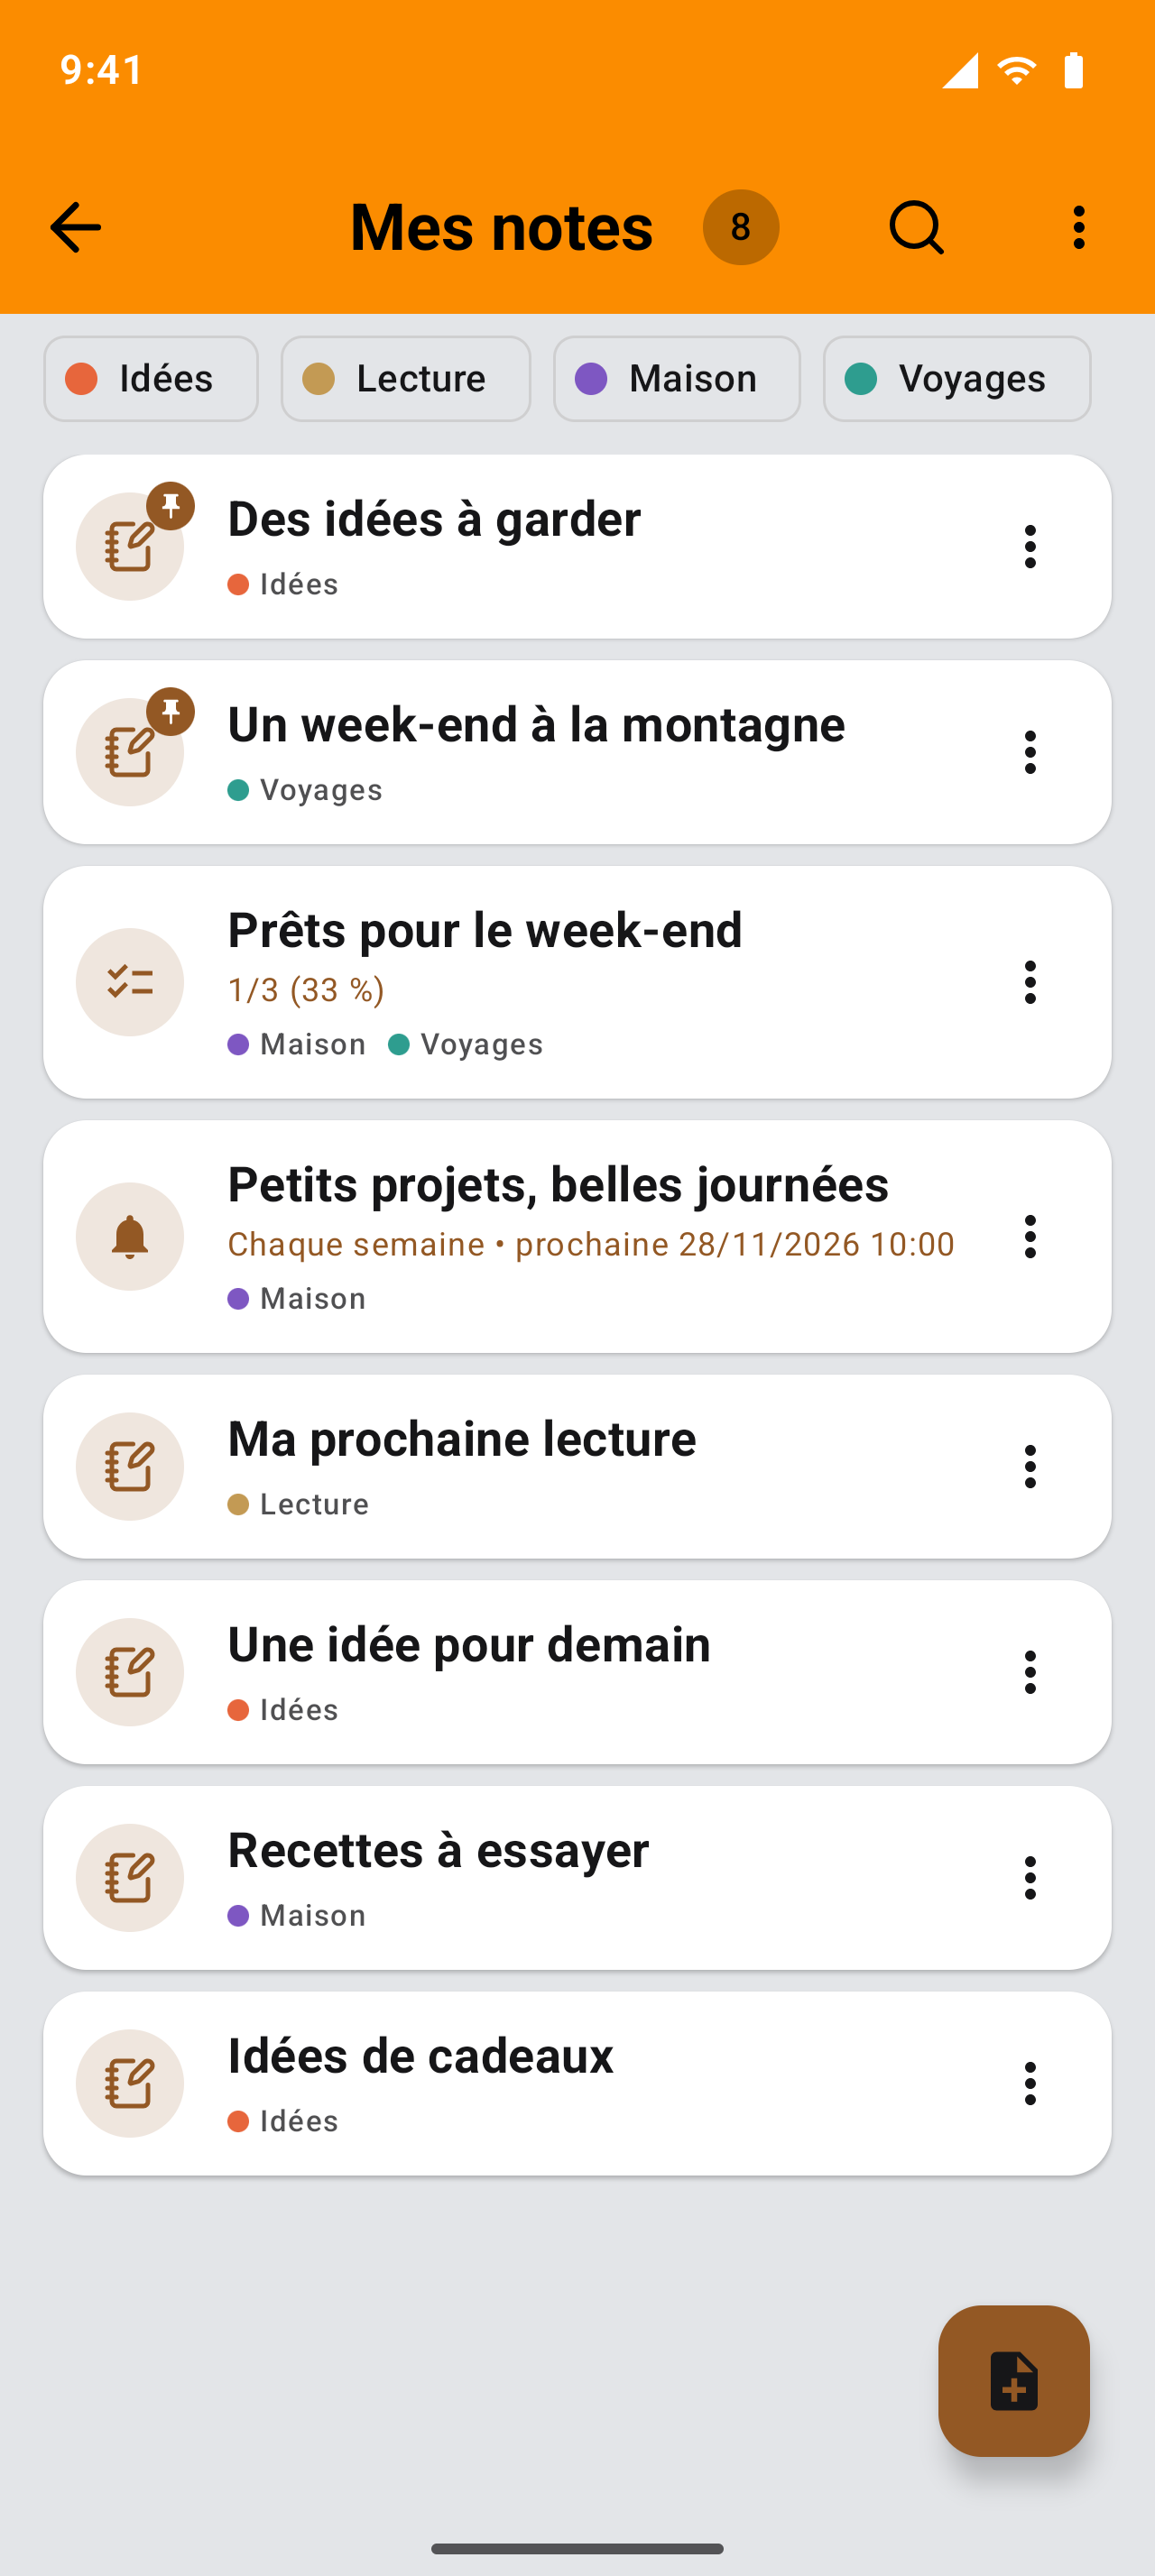 9:41
Mes notes 8
Idées Lecture Maison Voyages
Des idées à garder
Idées
Un week-end à la montagne
Voyages
Prêts pour le week-end
1/3 (33 %)
Maison Voyages
Petits projets, belles journées
Chaque semaine • prochaine 28/11/2026 10:00
Maison
Ma prochaine lecture
Lecture
Une idée pour demain
Idées
Recettes à essayer
Maison
Idées de cadeaux
Idées